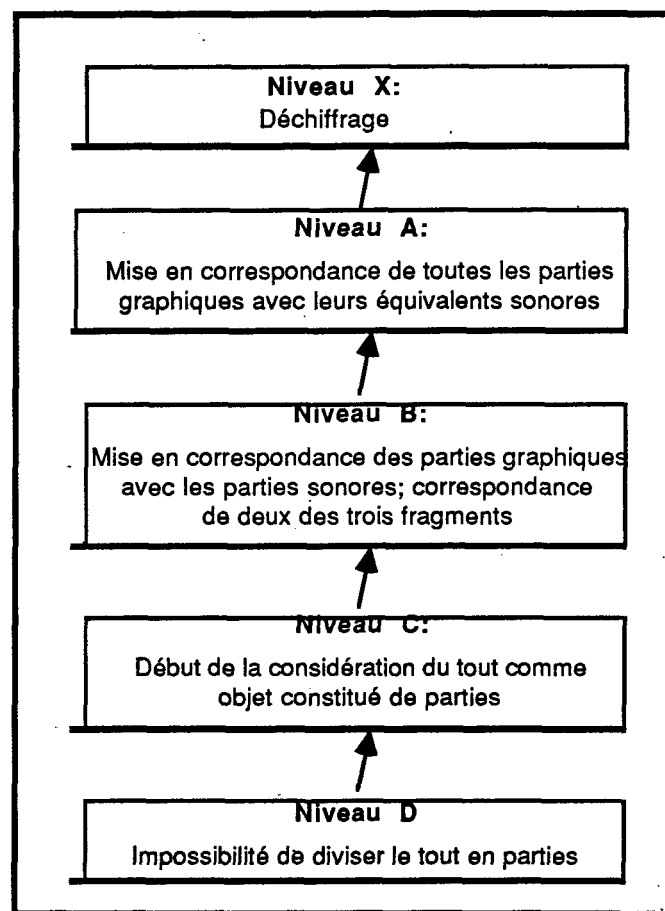 Niveau X:
Déchiffrage
Niveau A:
Mise en correspondance de toutes les parties
graphiques avec leurs équivalents sonores
Niveau B:
Mise en correspondance des parties graphiques
avec les parties sonores; correspondance
de deux des trois fragments
Niveau C:
Début de la considération du tout comme
objet constitué de parties
Niveau D
Impossibilité de diviser le tout en parties